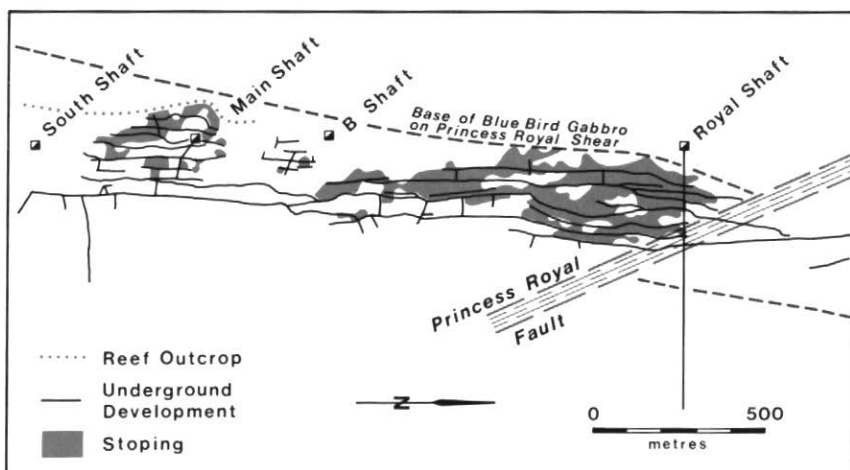 South Shaft
Main Shaft
B Shaft
Base of Blue Bird Gabbro
on Princess Royal Shear
Royal Shaft
Princess Royal
Fault
Reef Outcrop
Underground
Development
Stoping
N
0 500
metres